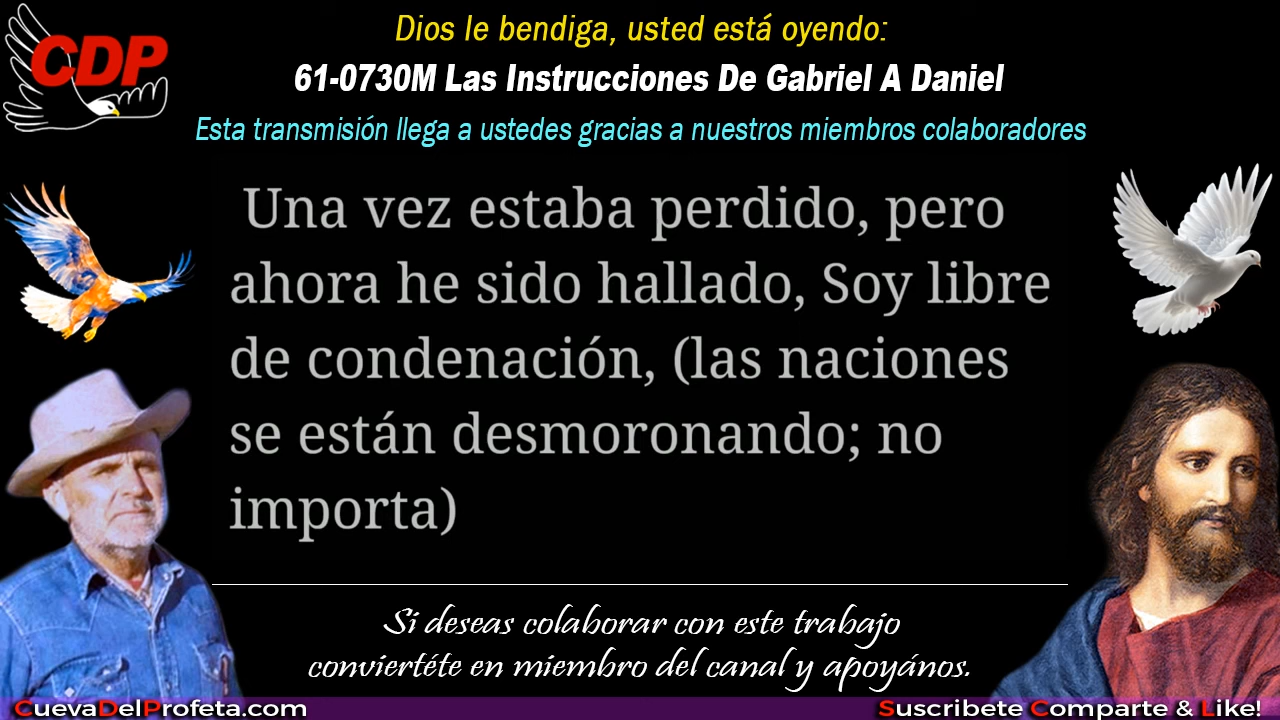 CDP
Dios le bendiga, usted está oyendo:
61-0730M Las Instrucciones De Gabriel A Daniel
Esta transmisión llega a ustedes gracias a nuestros miembros colaboradores
Una vez estaba perdido, pero
ahora he sido hallado, Soy libre
de condenación, (las naciones
se están desmoronando; no
importa)
Si deseas colaborar con este trabajo
conviertéte en miembro del canal y apoyános.
CuevaDelProfeta.com
Suscribete Comparte & Like!